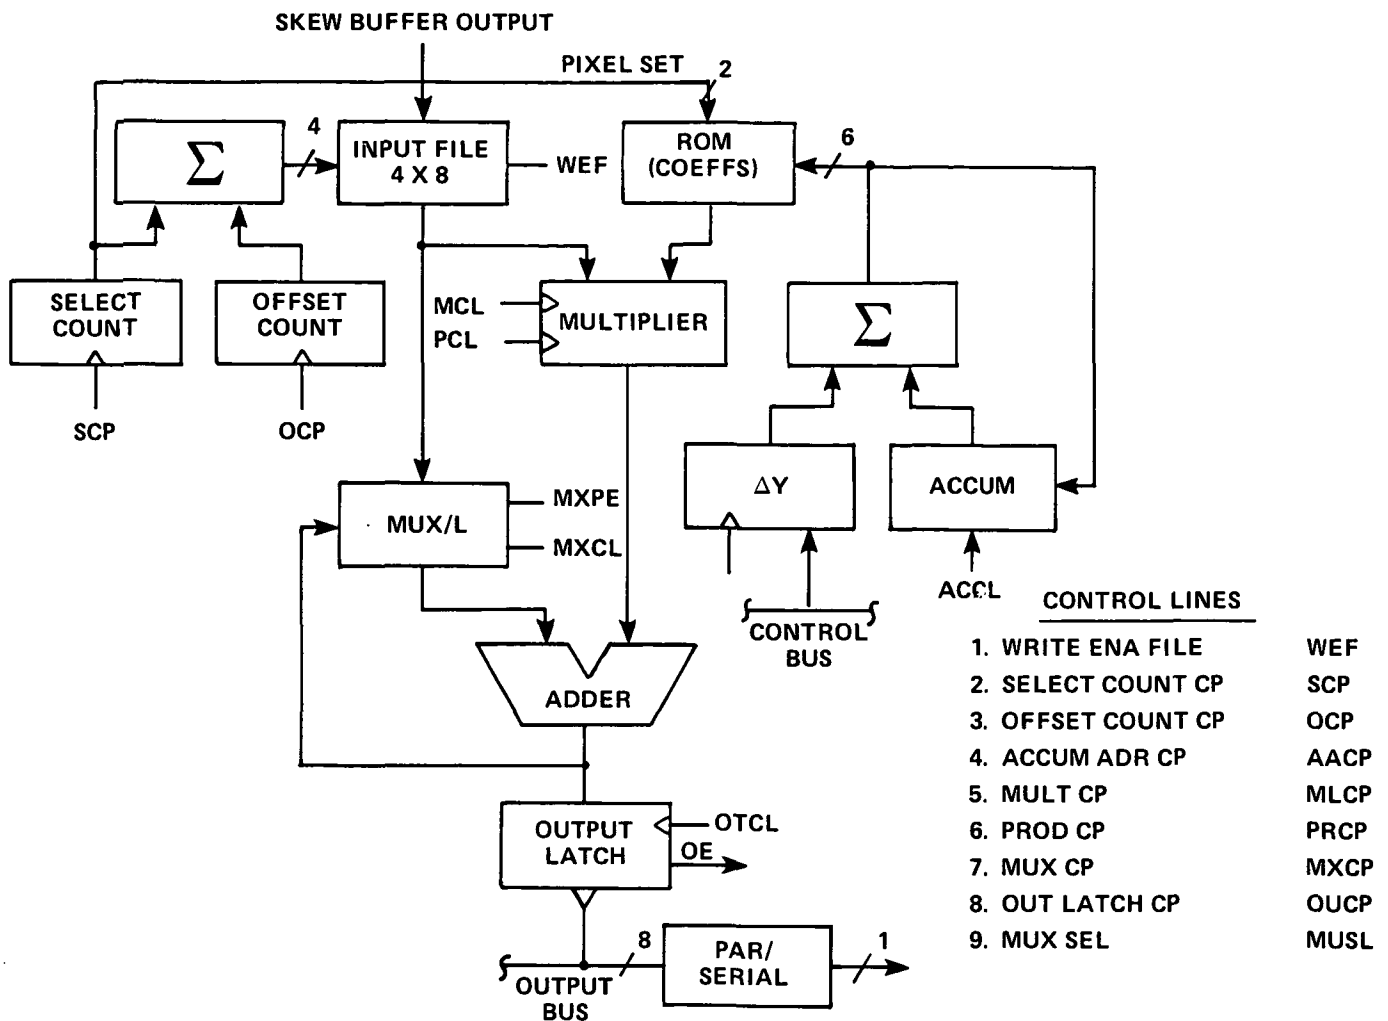 SKEW BUFFER OUTPUT
PIXEL SET
2
4
6
Σ
INPUT FILE
4 X 8
WEF
ROM
(COEFFS)
SELECT
COUNT
OFFSET
COUNT
MCL
PCL
MULTIPLIER
Σ
SCP
OCP
MUX/L
MXPE
MXCL
ΔY
ACCUM
ACCL
CONTROL
BUS
ADDER
OUTPUT
LATCH
OTCL
OE
8
PAR/
SERIAL
1
OUTPUT
BUS
CONTROL LINES
1. WRITE ENA FILE WEF
2. SELECT COUNT CP SCP
3. OFFSET COUNT CP OCP
4. ACCUM ADR CP AACP
5. MULT CP MLCP
6. PROD CP PRCP
7. MUX CP MXCP
8. OUT LATCH CP OUCP
9. MUX SEL MUSL